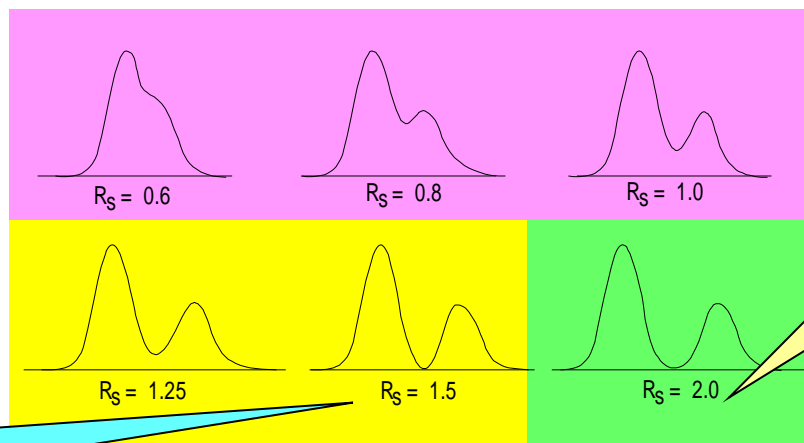 Rs = 0.6
Rs = 0.8
Rs = 1.0
Rs = 1.25
Rs = 1.5
Rs = 2.0